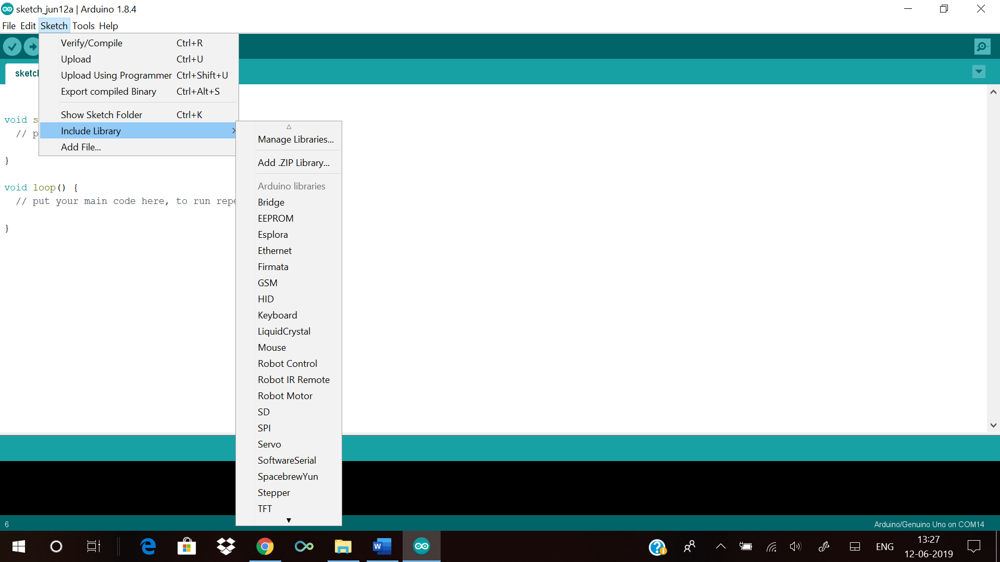 sketch_jun12a | Arduino 1.8.4
File Edit Sketch Tools Help
Verify/Compile Ctrl+R
Upload Ctrl+U
Upload Using Programmer Ctrl+Shift+U
Export compiled Binary Ctrl+Alt+S
Show Sketch Folder Ctrl+K
Include Library
Add File...
Manage Libraries...
Add .ZIP Library...
Arduino libraries
Bridge
EEPROM
Esplora
Ethernet
Firmata
GSM
HID
Keyboard
LiquidCrystal
Mouse
Robot Control
Robot IR Remote
Robot Motor
SD
SPI
Servo
SoftwareSerial
SpacebrewYun
Stepper
TFT
void
//
}
void loop() {
// put your main code here, to run
}
6
Arduino/Genuino Uno on COM14
ENG
13:27
12-06-2019